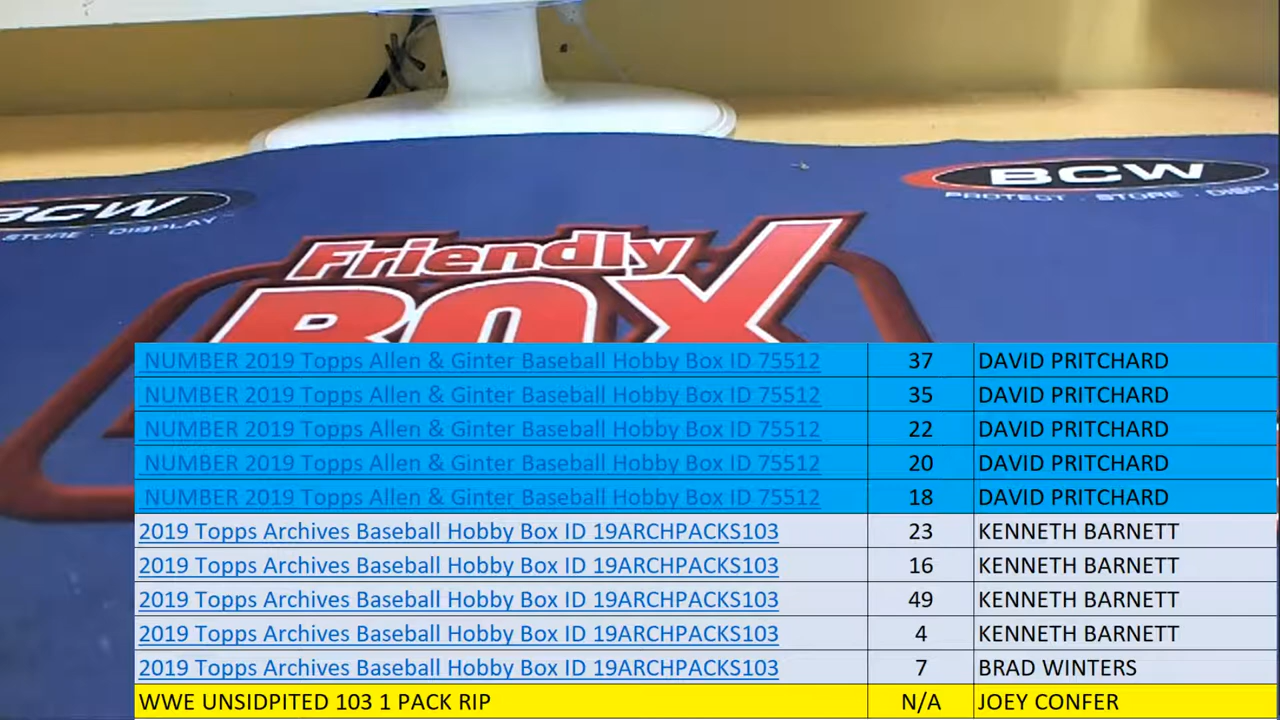 BCW
STORE · DISPLAY
BCW
PROTECT · STORE · DISPLA
Friendly
BOX
NUMBER 2019 Topps Allen & Ginter Baseball Hobby Box ID 75512 37 DAVID PRITCHARD
NUMBER 2019 Topps Allen & Ginter Baseball Hobby Box ID 75512 35 DAVID PRITCHARD
NUMBER 2019 Topps Allen & Ginter Baseball Hobby Box ID 75512 22 DAVID PRITCHARD
NUMBER 2019 Topps Allen & Ginter Baseball Hobby Box ID 75512 20 DAVID PRITCHARD
NUMBER 2019 Topps Allen & Ginter Baseball Hobby Box ID 75512 18 DAVID PRITCHARD
2019 Topps Archives Baseball Hobby Box ID 19ARCHPACKS103 23 KENNETH BARNETT
2019 Topps Archives Baseball Hobby Box ID 19ARCHPACKS103 16 KENNETH BARNETT
2019 Topps Archives Baseball Hobby Box ID 19ARCHPACKS103 49 KENNETH BARNETT
2019 Topps Archives Baseball Hobby Box ID 19ARCHPACKS103 4 KENNETH BARNETT
2019 Topps Archives Baseball Hobby Box ID 19ARCHPACKS103 7 BRAD WINTERS
WWE UNSIDPITED 103 1 PACK RIP N/A JOEY CONFER